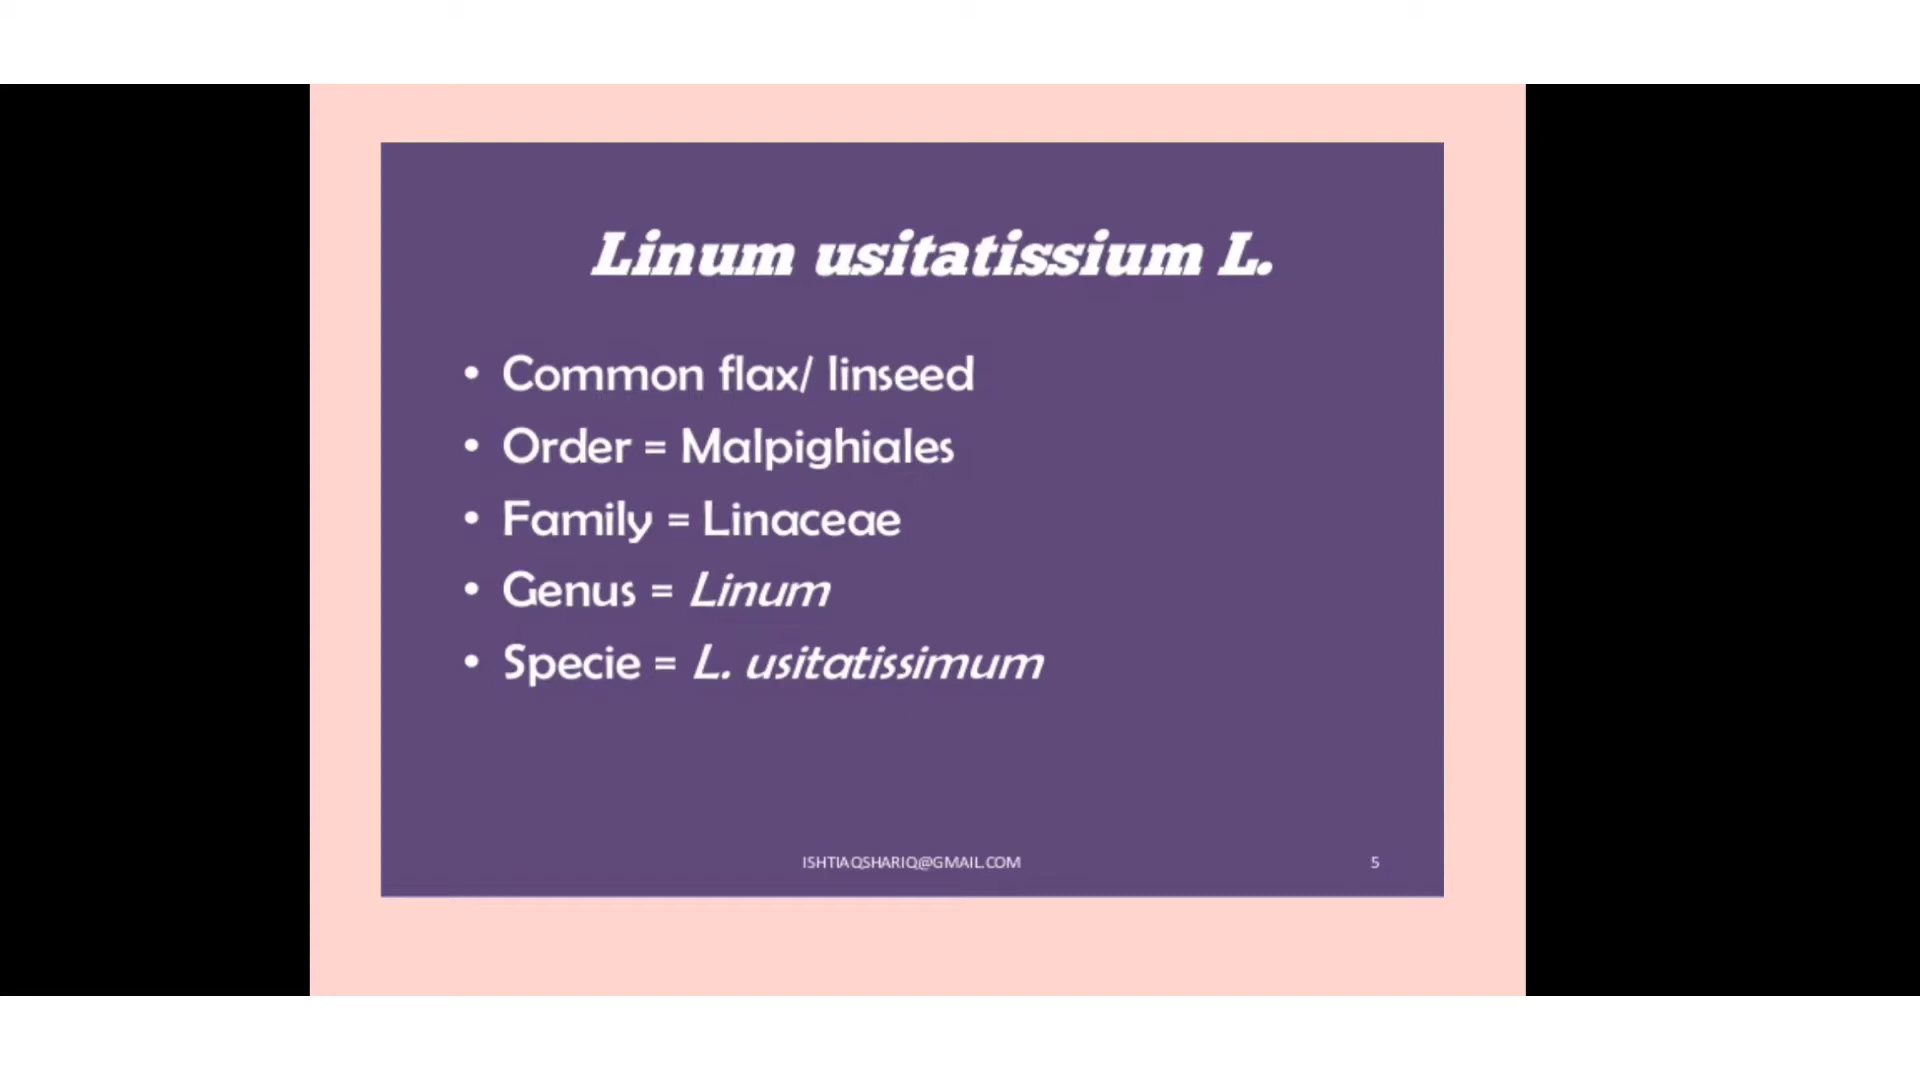 Linum usitatissium L.
• Common flax/ linseed
• Order = Malpighiales
• Family = Linaceae
• Genus = Linum
• Specie = L. usitatissimum
ISHTIAQSHARIQ@GMAIL.COM
5